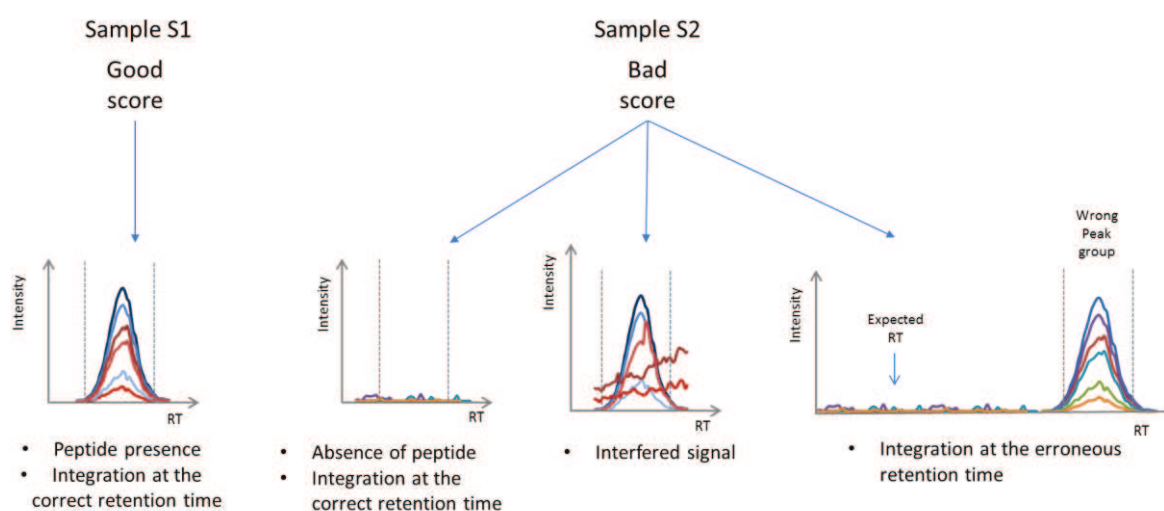 Sample S1
Good
score
Sample S2
Bad
score
Intensity
RT
• Peptide presence
• Integration at the
correct retention time
Intensity
RT
• Absence of peptide
• Integration at the
correct retention time
Intensity
RT
• Interfered signal
Intensity
Expected
RT
Wrong
Peak
group
RT
• Integration at the erroneous
retention time